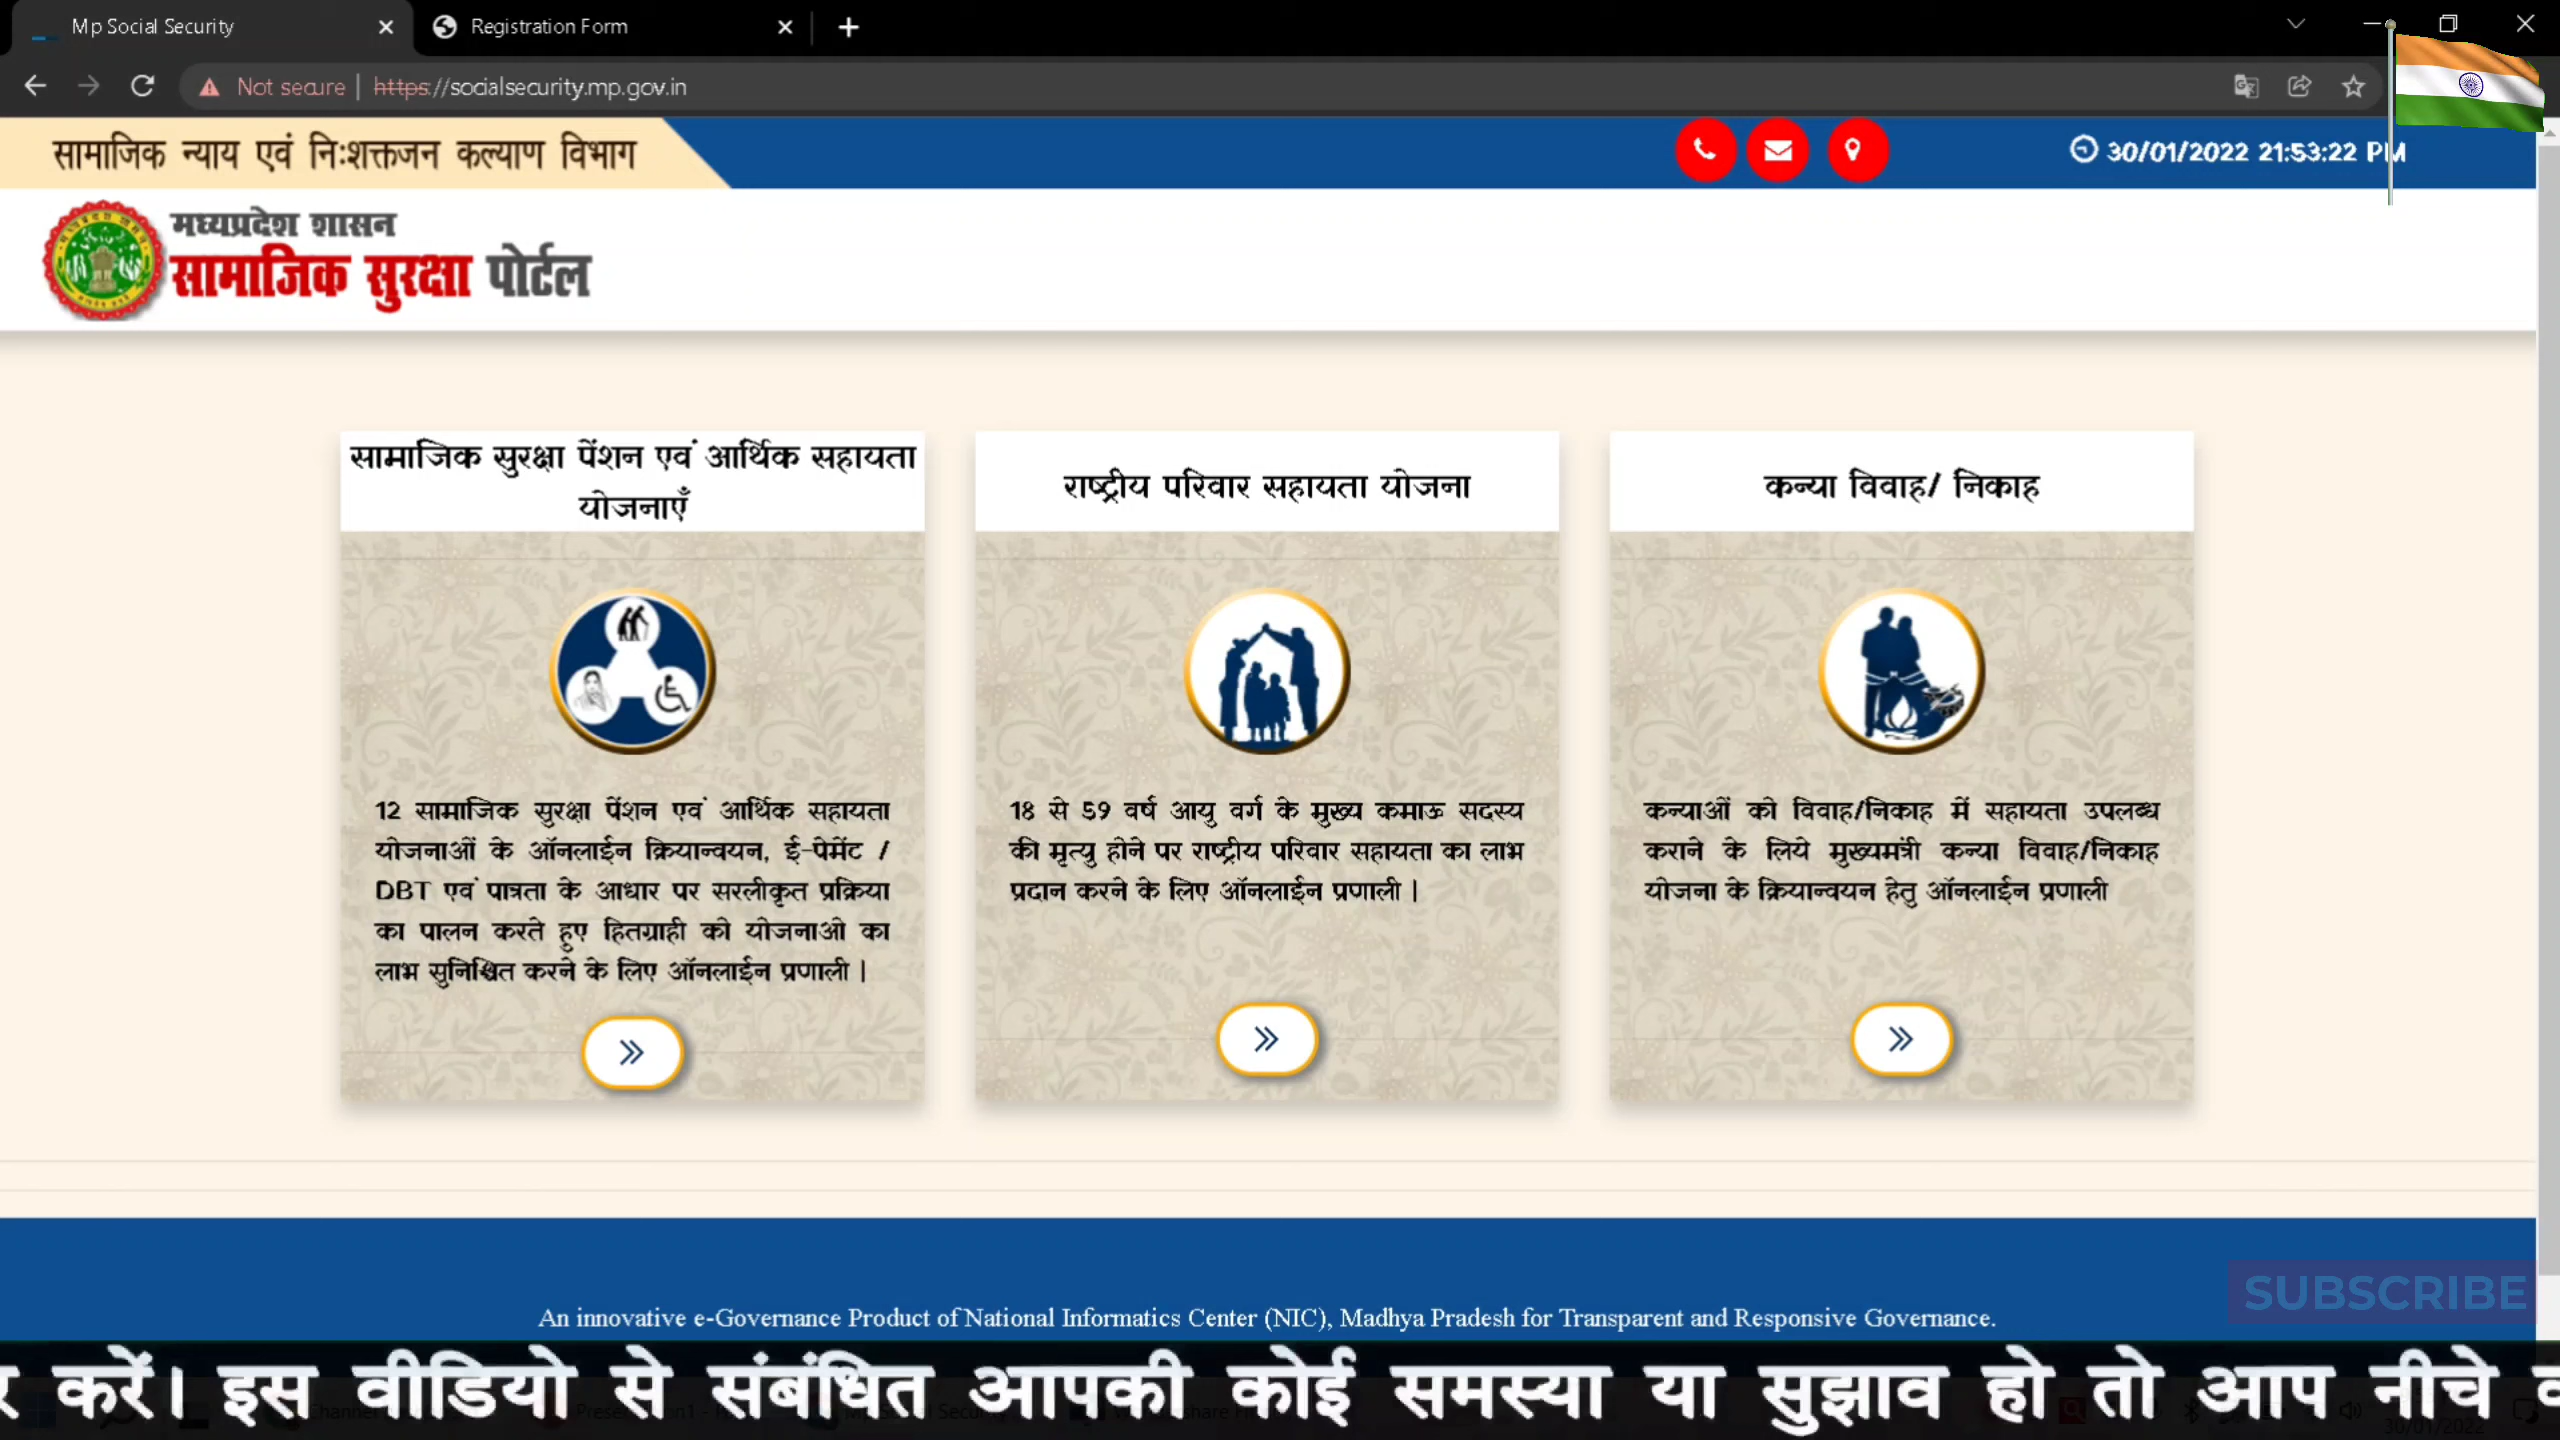 Mp Social Security
Registration Form
Not secure
https://socialsecurity.mp.gov.in
सामाजिक न्याय एवं निःशक्तजन कल्याण विभाग
30/01/2022 21:53:22 PM
मध्यप्रदेश शासन
सामाजिक सुरक्षा पोर्टल
सामाजिक सुरक्षा पेंशन एवं आर्थिक सहायता
योजनाएँ
12 सामाजिक सुरक्षा पेंशन एवं आर्थिक सहायता
योजनाओं के ऑनलाईन क्रियान्वयन, ई-पेमेंट /
DBT एवं पात्रता के आधार पर सरलीकृत प्रक्रिया
का पालन करते हुए हितग्राही को योजनाओ का
लाभ सुनिश्चित करने के लिए ऑनलाईन प्रणाली |
राष्ट्रीय परिवार सहायता योजना
18 से 59 वर्ष आयु वर्ग के मुख्य कमाऊ सदस्य
की मृत्यु होने पर राष्ट्रीय परिवार सहायता का लाभ
प्रदान करने के लिए ऑनलाईन प्रणाली |
कन्या विवाह/ निकाह
कन्याओं को विवाह/निकाह में सहायता उपलब्ध
कराने के लिये मुख्यमंत्री कन्या विवाह/निकाह
योजना के क्रियान्वयन हेतु ऑनलाईन प्रणाली
SUBSCRIBE
An innovative e-Governance Product of National Informatics Center (NIC), Madhya Pradesh for Transparent and Responsive Governance.
करें। इस वीडियो से संबंधित आपकी कोई समस्या या सुझाव हो तो आप नीचे
30/01/2022